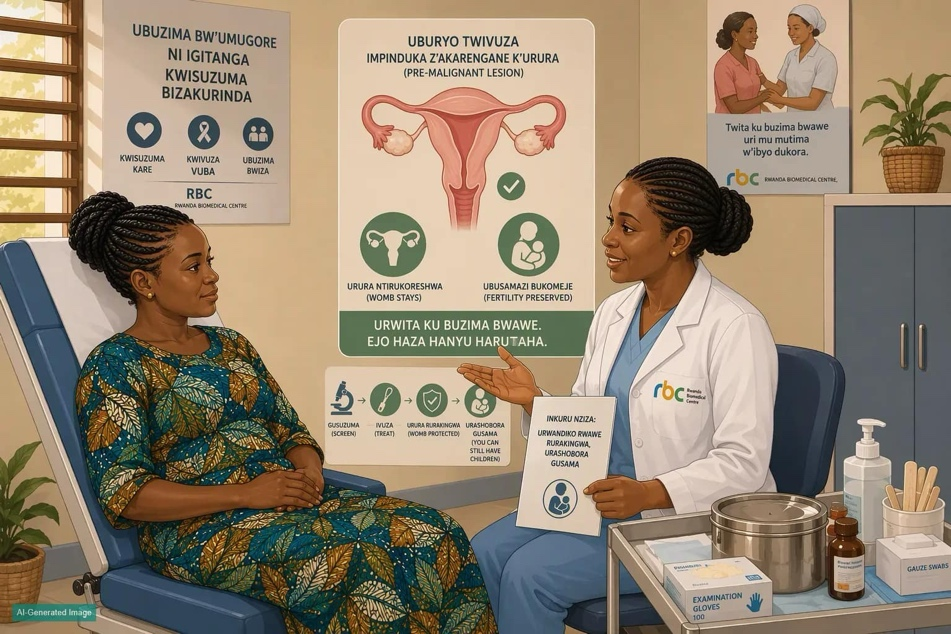 UBUZIMA BW'UMUGORE
NI IGITANGA
KWISUZUMA
BIZAKURINDA
KWISUZUMA
KARE
KWIVUZA
VUBA
UBUZIMA
BWIZA
RBC
RWANDA BIOMEDICAL CENTRE
UBURYO TWIVUZA
IMPINDUKA Z'AKARENGANE K'URURA
(PRE-MALIGNANT LESION)
URURA NTIRUKORESHWA
(WOMB STAYS)
UBUSAMAZI BUKOMEJE
(FERTILITY PRESERVED)
URWITA KU BUZIMA BWAWE.
EJO HAZA HANYU HARUTAHA.
GUSUZUMA
(SCREEN)
IVUZA
(TREAT)
URURA RURAKINGWA
(WOMB PROTECTED)
URASHOBORA
GUSAMA
(YOU CAN
STILL HAVE
CHILDREN)
Twita ku buzima bwawe
uri mu mutima
w'ibyo dukora.
rbc
RWANDA BIOMEDICAL CENTRE,
rbc
Rwanda
Biomedical
Centre
INKURU NZIZA:
URWANDIKO RWAWE
RURAKINGWA,
URASHOBORA
GUSAMA
EXAMINATION
GLOVES
100
GAUZE SWABS
AI-Generated Image